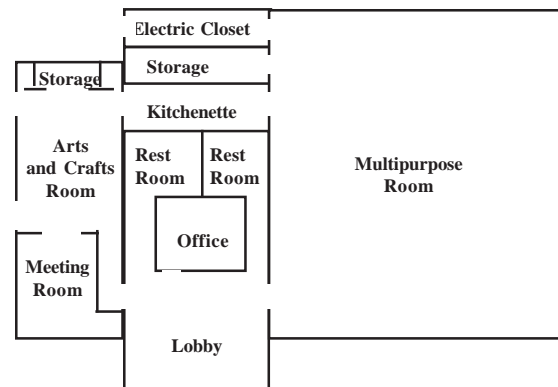 Electric Closet
Storage
Storage
Kitchenette
Arts
and Crafts
Room
Rest
Room
Rest
Room
Multipurpose
Room
Office
Meeting
Room
Lobby